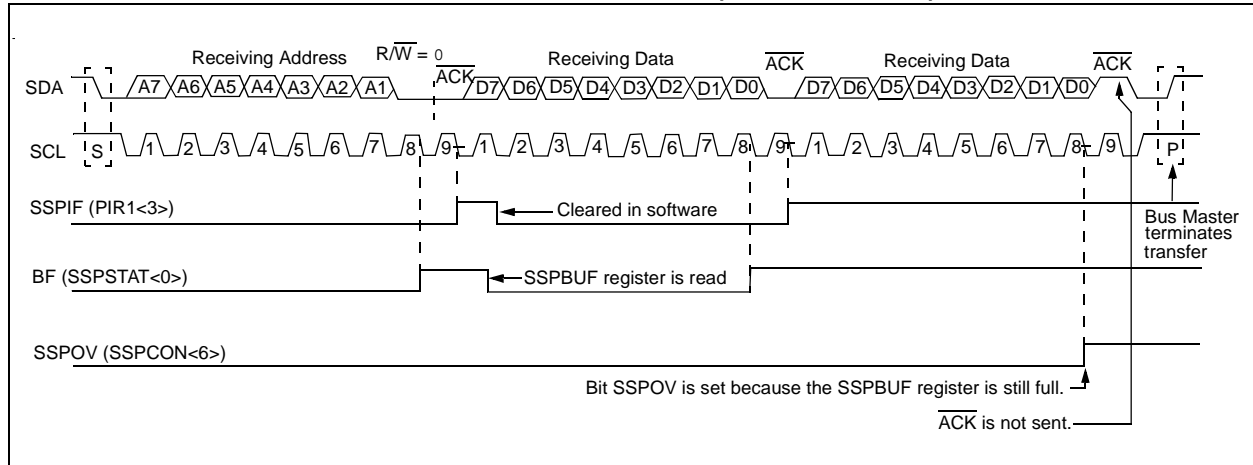 Receiving Address
R/W = 0
Receiving Data
ACK
Receiving Data
ACK
SDA
A7 A6 A5 A4 A3 A2 A1
ACK
D7 D6 D5 D4 D3 D2 D1 D0
D7 D6 D5 D4 D3 D2 D1 D0
SCL
S 1 2 3 4 5 6 7 8 9 1 2 3 4 5 6 7 8 9 1 2 3 4 5 6 7 8 9 P
SSPIF (PIR1<3>)
Cleared in software
Bus Master
terminates
transfer
BF (SSPSTAT<0>)
SSPBUF register is read
SSPOV (SSPCON<6>)
Bit SSPOV is set because the SSPBUF register is still full.
ACK is not sent.